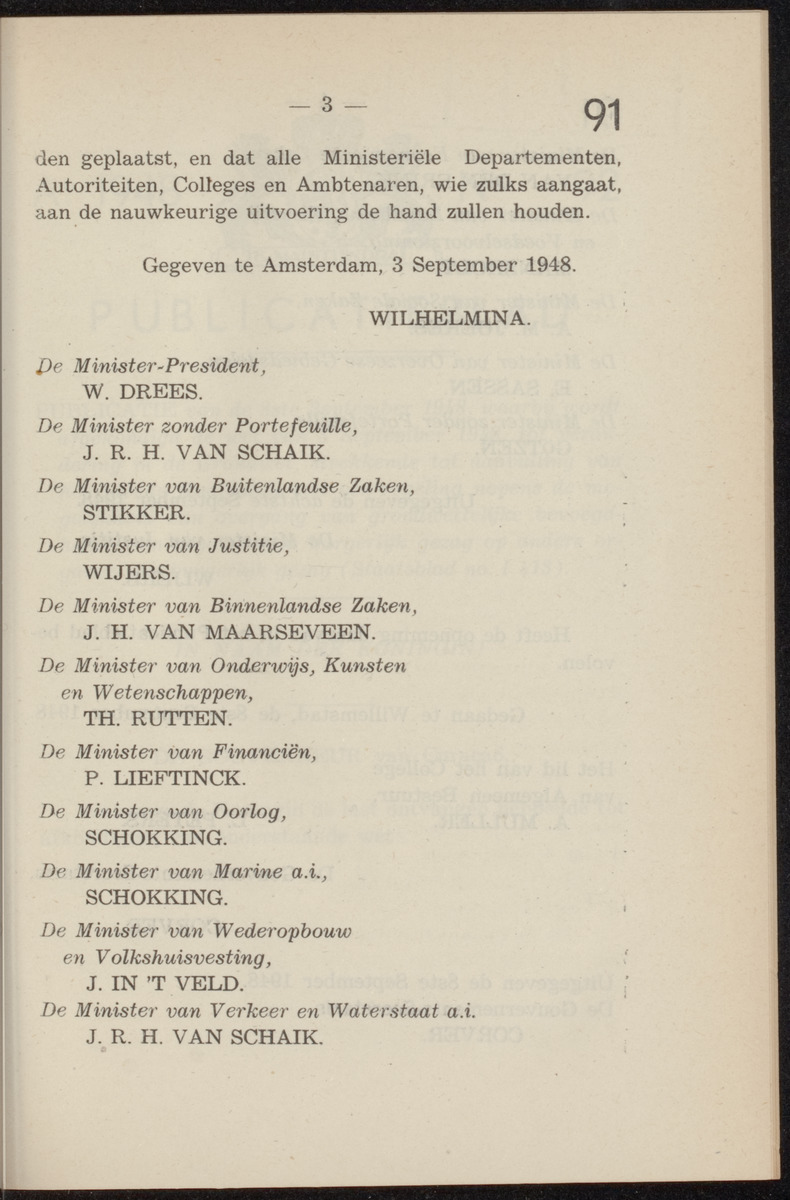 — 3 —
91
den geplaatst, en dat alle Ministeriële Departementen,
Autoriteiten, Colleges en Ambtenaren, wie zulks aangaat,
aan de nauwkeurige uitvoering de hand zullen houden.
Gegeven te Amsterdam, 3 September 1948.
WILHELMINA.
De Minister-President,
W. DREES.
De Minister zonder Portefeuille,
J. R. H. VAN SCHAIK.
De Minister van Buitenlandse Zaken,
STIKKER.
De Minister van Justitie,
WIJERS.
De Minister van Binnenlandse Zaken,
J. H. VAN MAARSEVEEN.
De Minister van Onderwijs, Kunsten
en Wetenschappen,
TH. RUTTEN.
De Minister van Financiën,
P. LIEFTINCK.
De Minister van Oorlog,
SCHOKKING.
De Minister van Marine a.i.,
SCHOKKING.
De Minister van Wederopbouw
en Volkshuisvesting,
J. IN 'T VELD.
De Minister van Verkeer en Waterstaat a.i.
J. R. H. VAN SCHAIK.